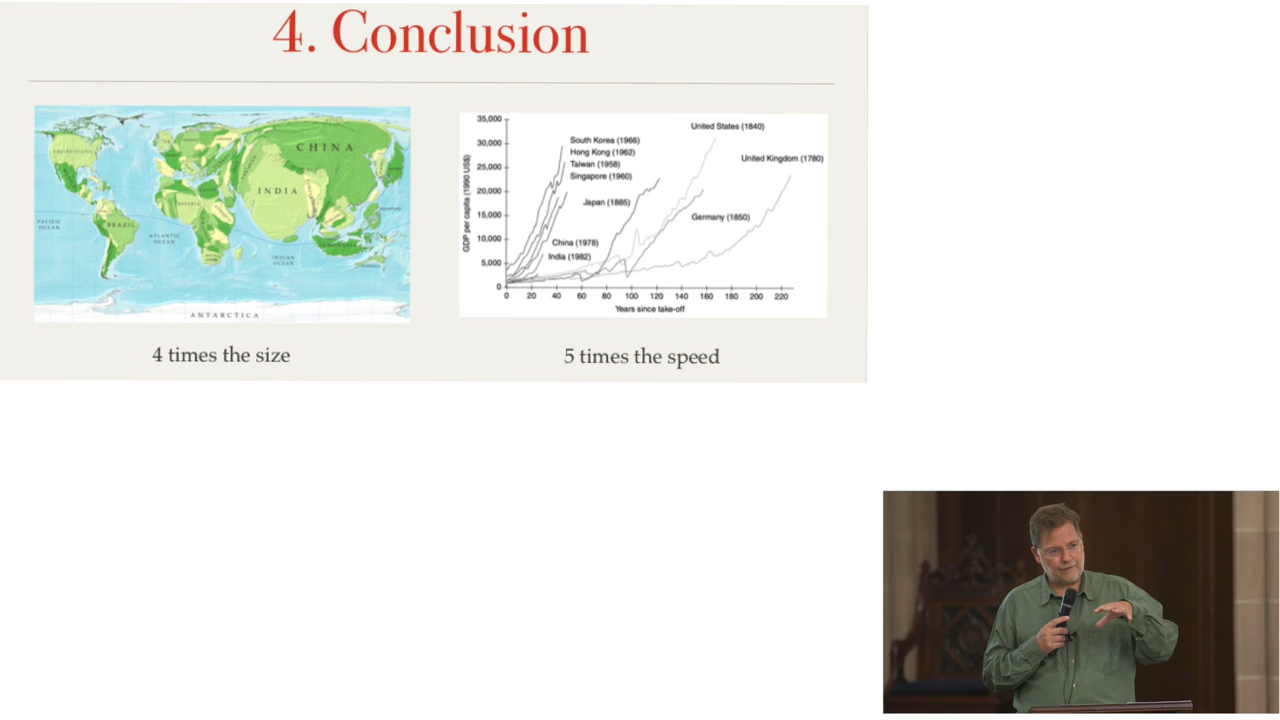 4. Conclusion
UNITED STATES
CHINA
INDIA
NIGERIA
BRAZIL
PACIFIC
OCEAN
ATLANTIC
OCEAN
INDIAN
OCEAN
ANTARCTICA
4 times the size
GDP per capita (1990 US$)
35,000
30,000
25,000
20,000
15,000
10,000
5,000
0
United States (1840)
South Korea (1966)
Hong Kong (1962)
Taiwan (1958)
Singapore (1960)
United Kingdom (1780)
Japan (1885)
Germany (1850)
China (1978)
India (1982)
0 20 40 60 80 100 120 140 160 180 200 220
Years since take-off
5 times the speed